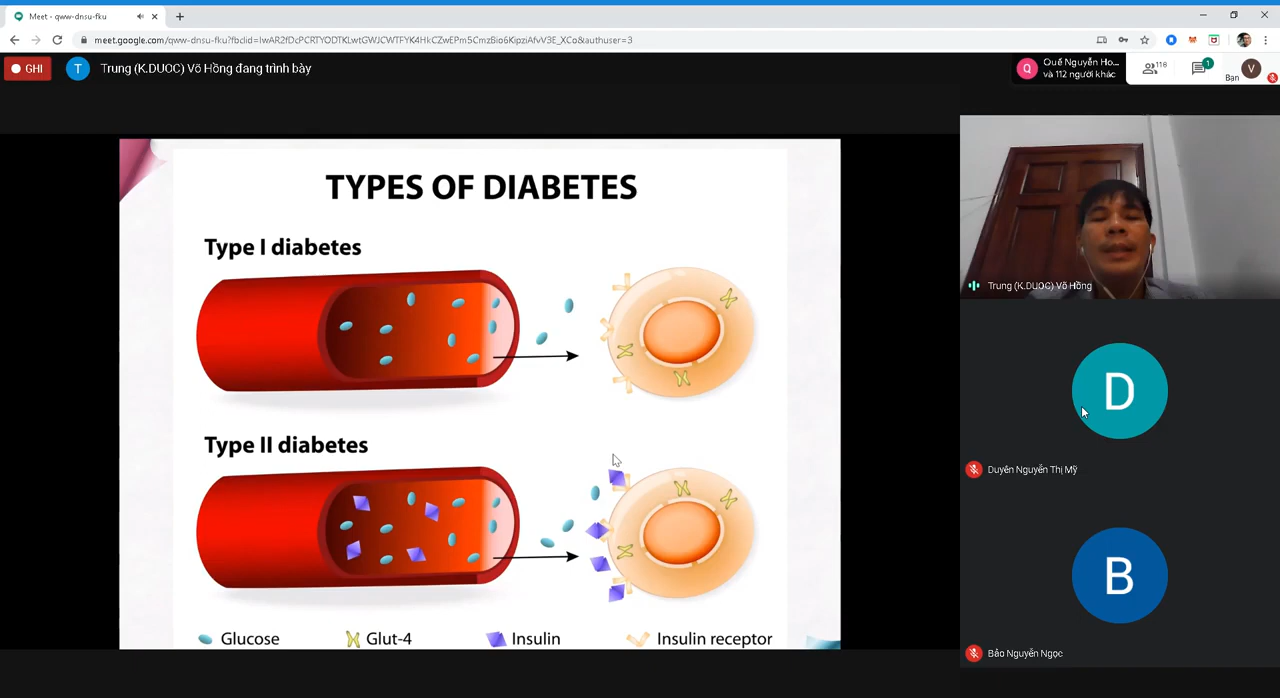 Meet - qww-dnsu-fku
meet.google.com/qww-dnsu-fku?fbclid=IwAR2fDcPCRTYODTKLwtGWJCWTFYK4HkCZwEPm5CmzBio6KipziAfvV3E_XCo&authuser=3
GHI
T
Trung (K.DUOC) Võ Hồng đang trình bày
Q
Quế Nguyễn Ho...
và 112 người khác
116
1
Bạn
V
TYPES OF DIABETES
Type I diabetes
Type II diabetes
Glucose
Glut-4
Insulin
Insulin receptor
Trung (K.DUOC) Võ Hồng
D
Duyên Nguyễn Thị Mỹ
B
Bảo Nguyễn Ngọc